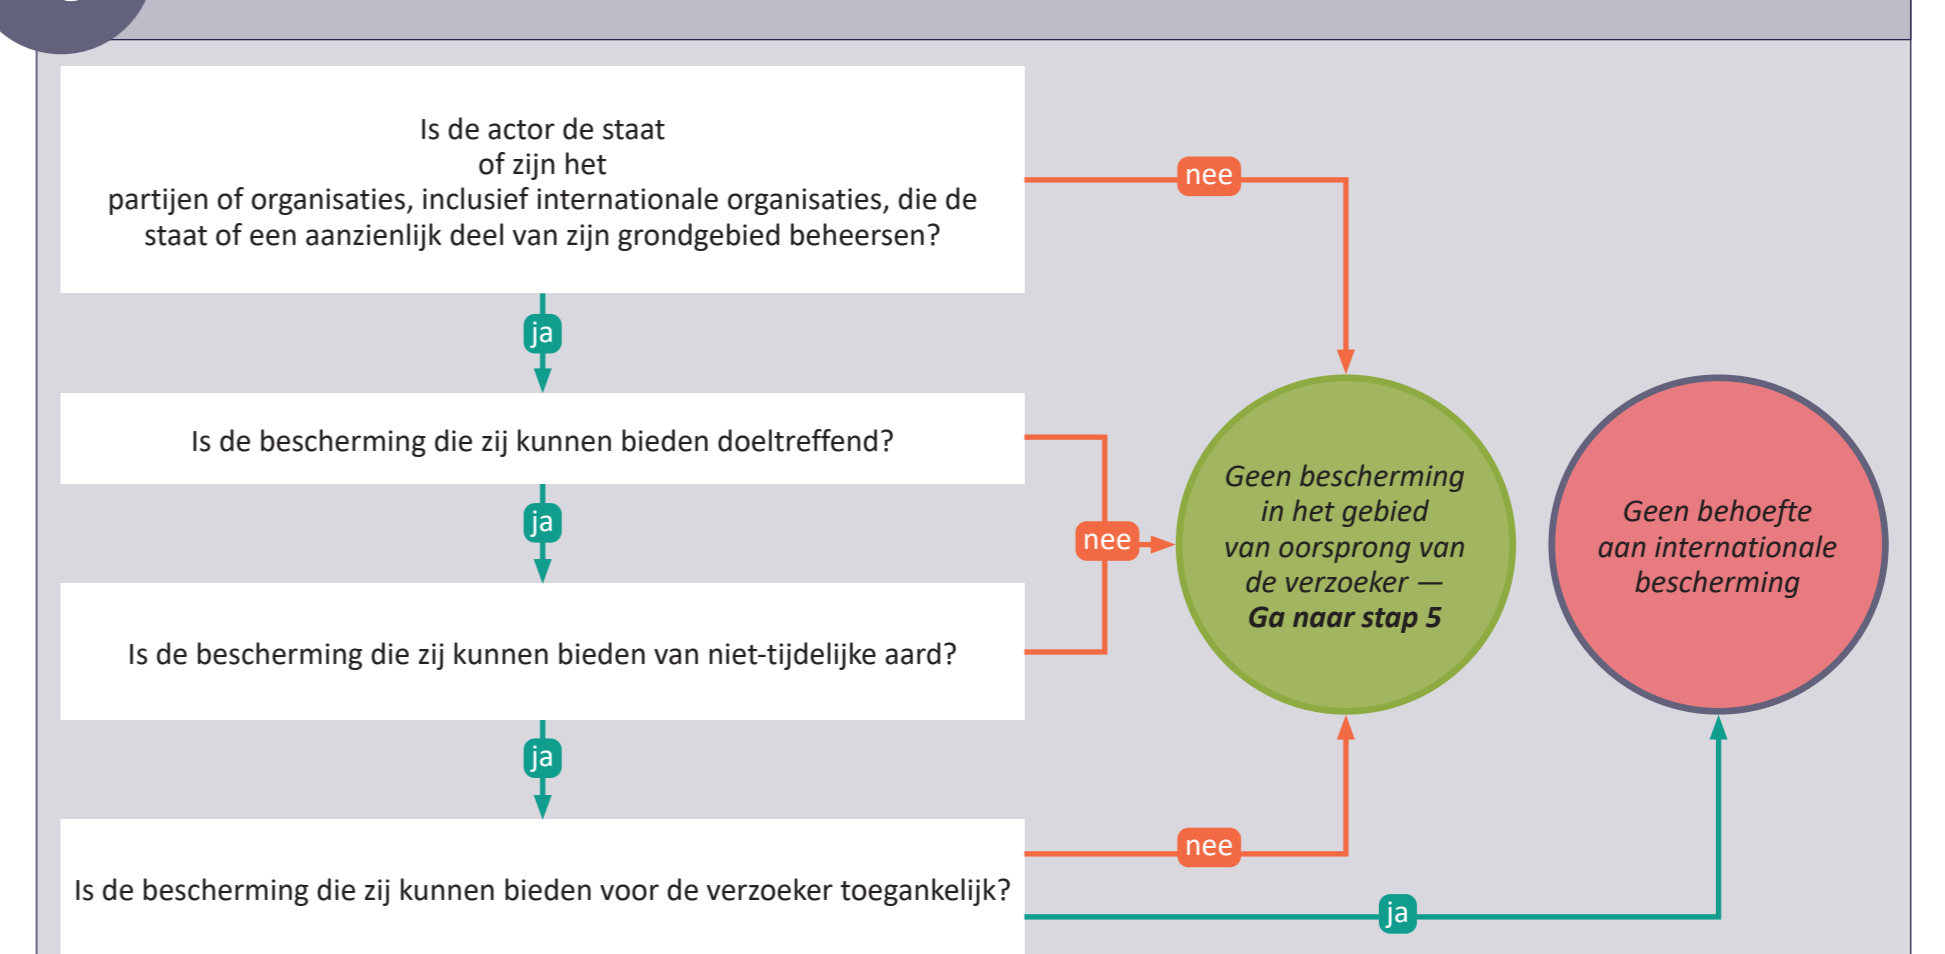 Is de actor de staat
of zijn het
partijen of organisaties, inclusief internationale organisaties, die de
staat of een aanzienlijk deel van zijn grondgebied beheersen?
nee
ja
Is de bescherming die zij kunnen bieden doeltreffend?
ja
nee
Geen bescherming
in het gebied
van oorsprong van
de verzoeker —
Ga naar stap 5
Geen behoefte
aan internationale
bescherming
Is de bescherming die zij kunnen bieden van niet-tijdelijke aard?
ja
nee
Is de bescherming die zij kunnen bieden voor de verzoeker toegankelijk?
ja